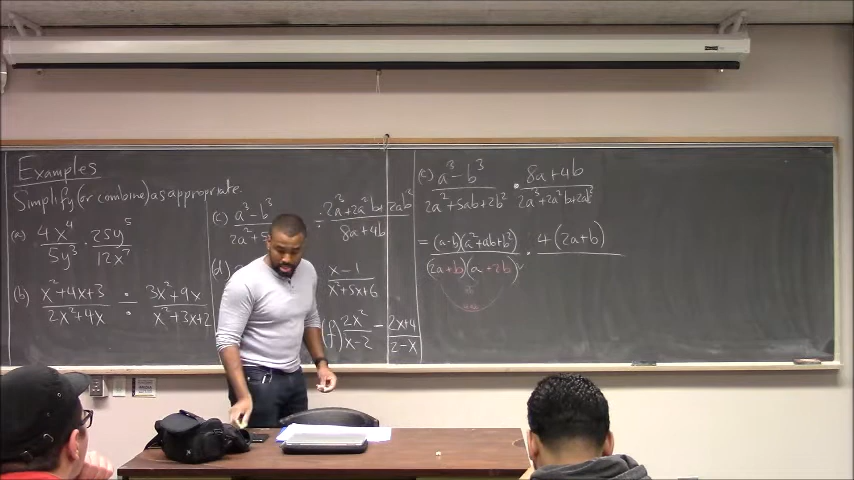 Examples
Simplify (or combine) as appropriate.
(a) 4x⁴/5y³ · 25y⁵/12x⁷
(b) x²+4x+3/2x²+4x ÷ 3x²+9x/x²+3x+2
(c) a³-b³/2a² ÷ 2a³+2a²b+2ab²/8a+4b
(d) x-1/x²+5x+6
(f) 2x²/x-2 - 2x+4/2-x
(c) a³-b³/2a²+5ab+2b² · 8a+4b/2a³+2a²b+2ab²
= (a-b)(a²+ab+b²)/(2a+b)(a+2b) · 4(2a+b)